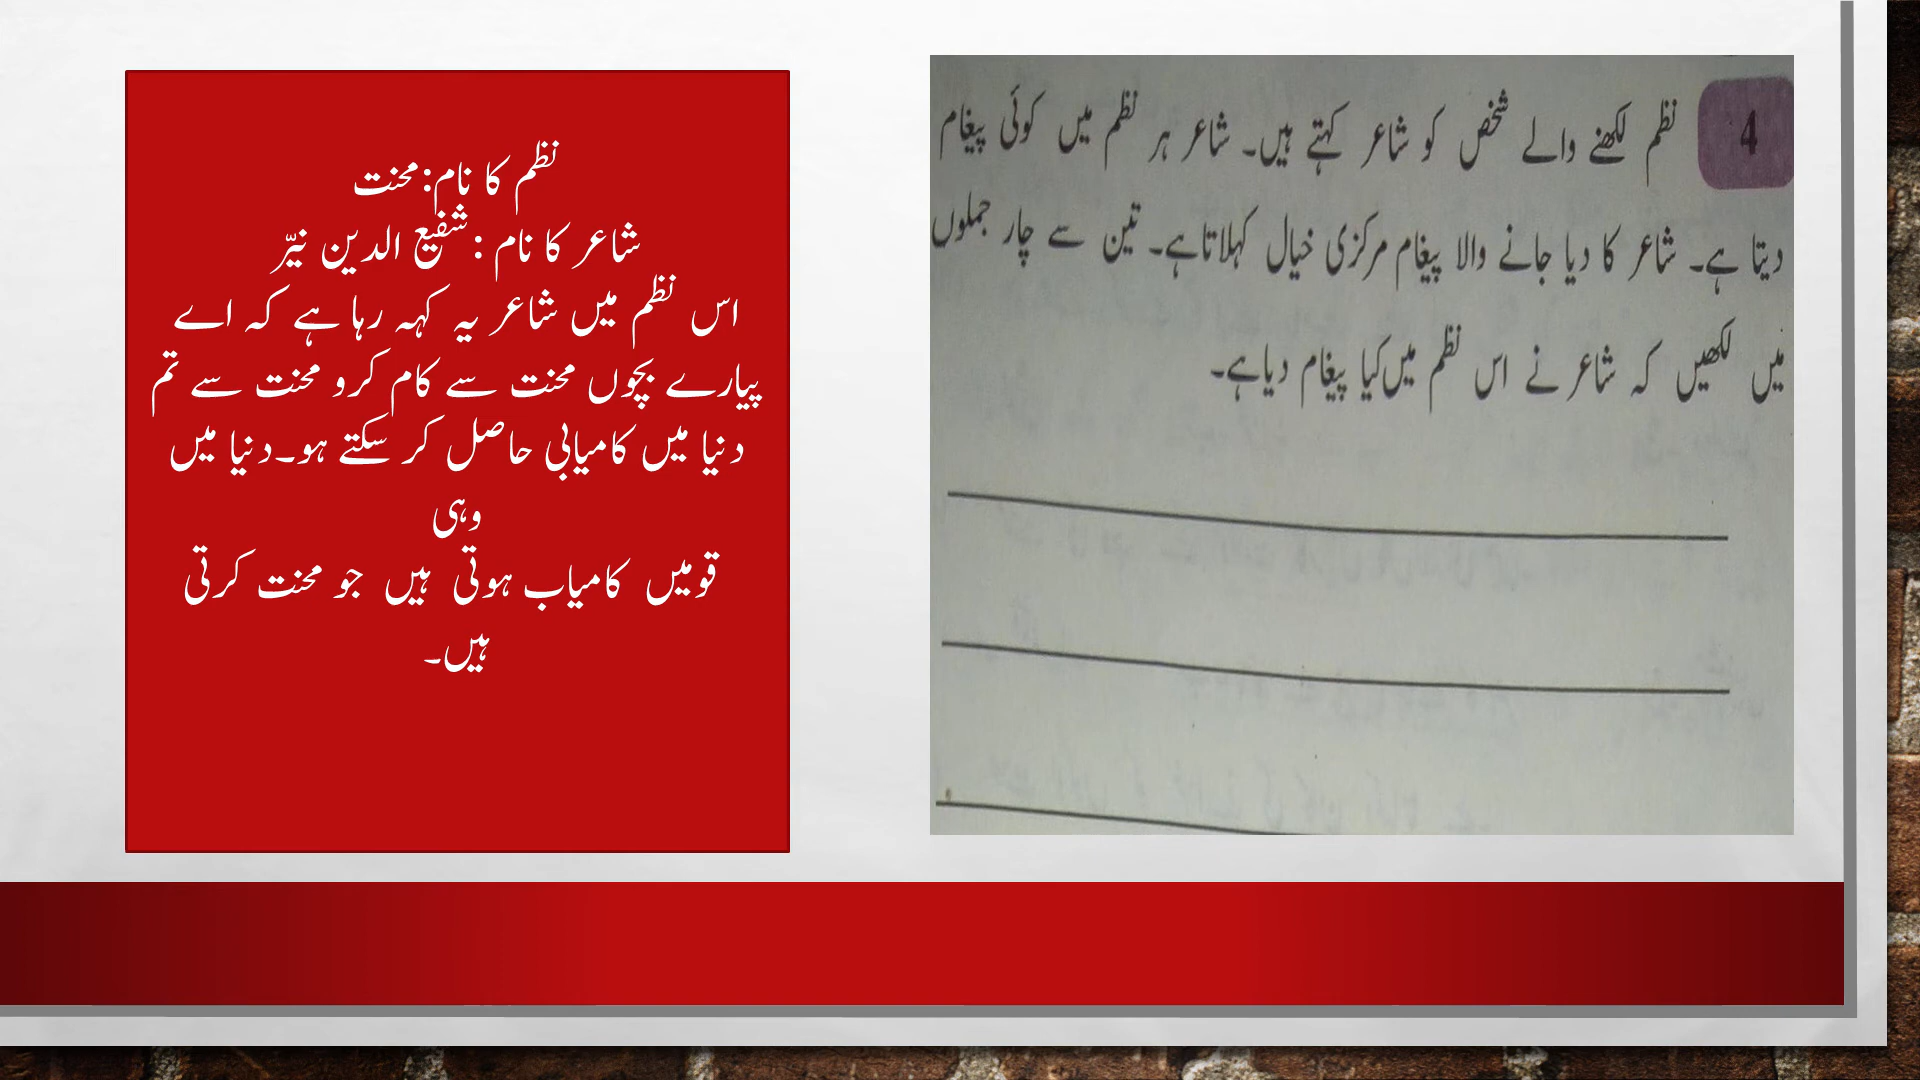 نظم کا نام:محنت
شاعر کا نام : شفیع الدین نیّر
اس نظم میں شاعر یہ کہہ رہا ہے کہ اے
پیارے بچوں محنت سے کام کرو محنت سے تم
دنیا میں کامیابی حاصل کر سکتے ہو۔دنیا میں
وہی
قومیں کامیاب ہوتی ہیں جو محنت کرتی
ہیں۔
4 نظم لکھنے والے شخص کو شاعر کہتے ہیں۔ شاعر ہر نظم میں کوئی پیغام
دیتا ہے۔ شاعر کا دیا جانے والا پیغام مرکزی خیال کہلاتاہے۔ تین سے چار جملوں
میں لکھیں کہ شاعر نے اس نظم میں کیا پیغام دیاہے۔